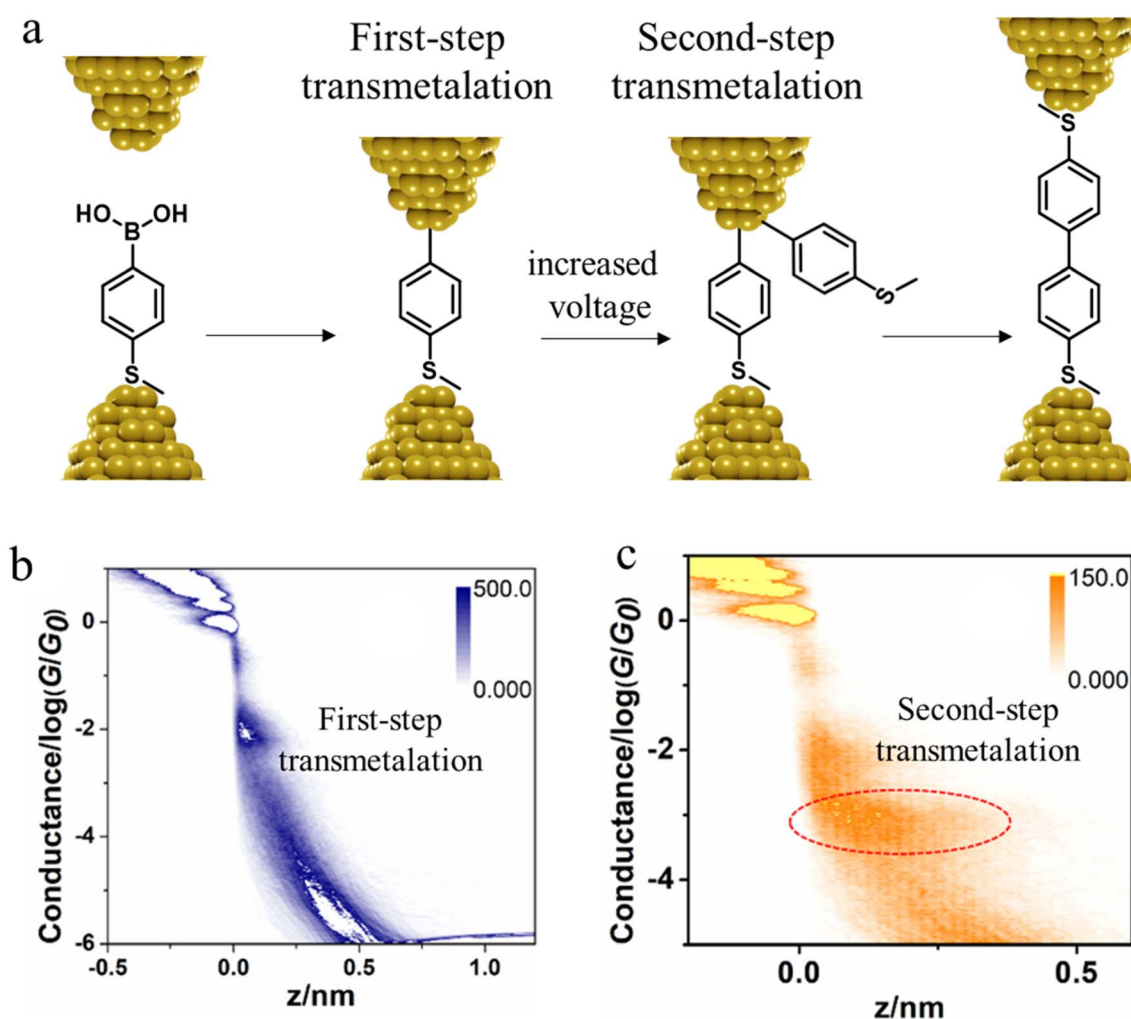 a
First-step
transmetalation
Second-step
transmetalation
HO
OH
B
S
S
increased
voltage
S
S
S
S
b
500.0
0.000
First-step
transmetalation
0
-2
-4
-6
Conductance/log(G/G0)
-0.5
0.0
0.5
1.0
z/nm
c
150.0
0.000
Second-step
transmetalation
0
-2
-4
Conductance/log(G/G0)
0.0
0.5
z/nm